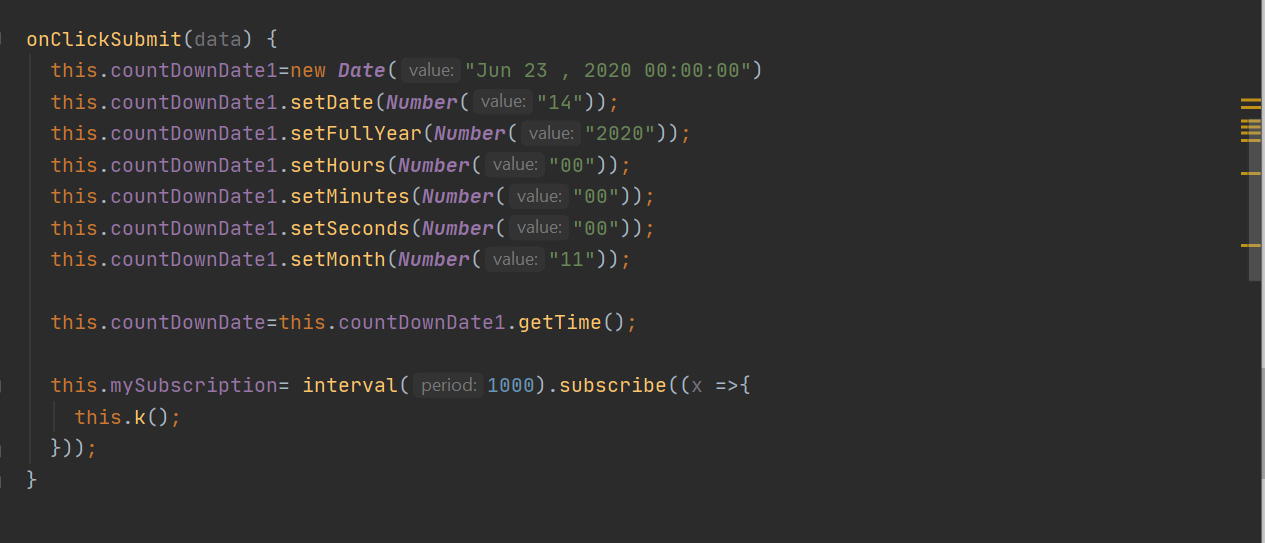 onClickSubmit(data) {
this.countDownDate1=new Date( value: "Jun 23 , 2020 00:00:00")
this.countDownDate1.setDate(Number( value: "14"));
this.countDownDate1.setFullYear(Number( value: "2020"));
this.countDownDate1.setHours(Number( value: "00"));
this.countDownDate1.setMinutes(Number( value: "00"));
this.countDownDate1.setSeconds(Number( value: "00"));
this.countDownDate1.setMonth(Number( value: "11"));
this.countDownDate=this.countDownDate1.getTime();
this.mySubscription= interval( period: 1000).subscribe((x =>{
this.k();
}));
}